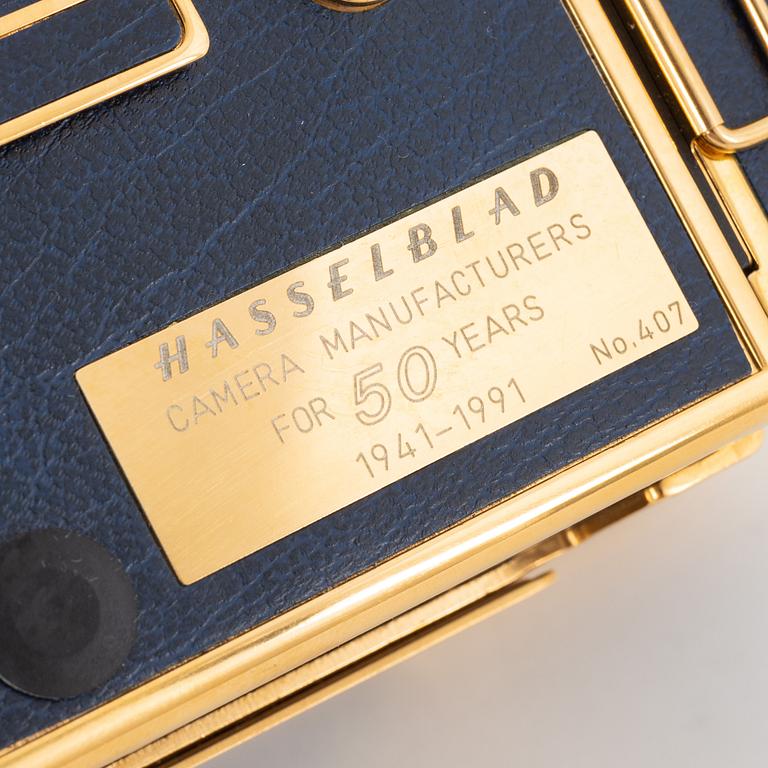 HASSELBLAD
CAMERA MANUFACTURERS
FOR 50 YEARS
1941-1991
No.407